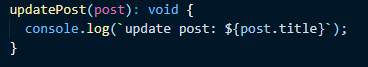 updatePost(post): void {
  console.log(`update post: ${post.title}`);
}